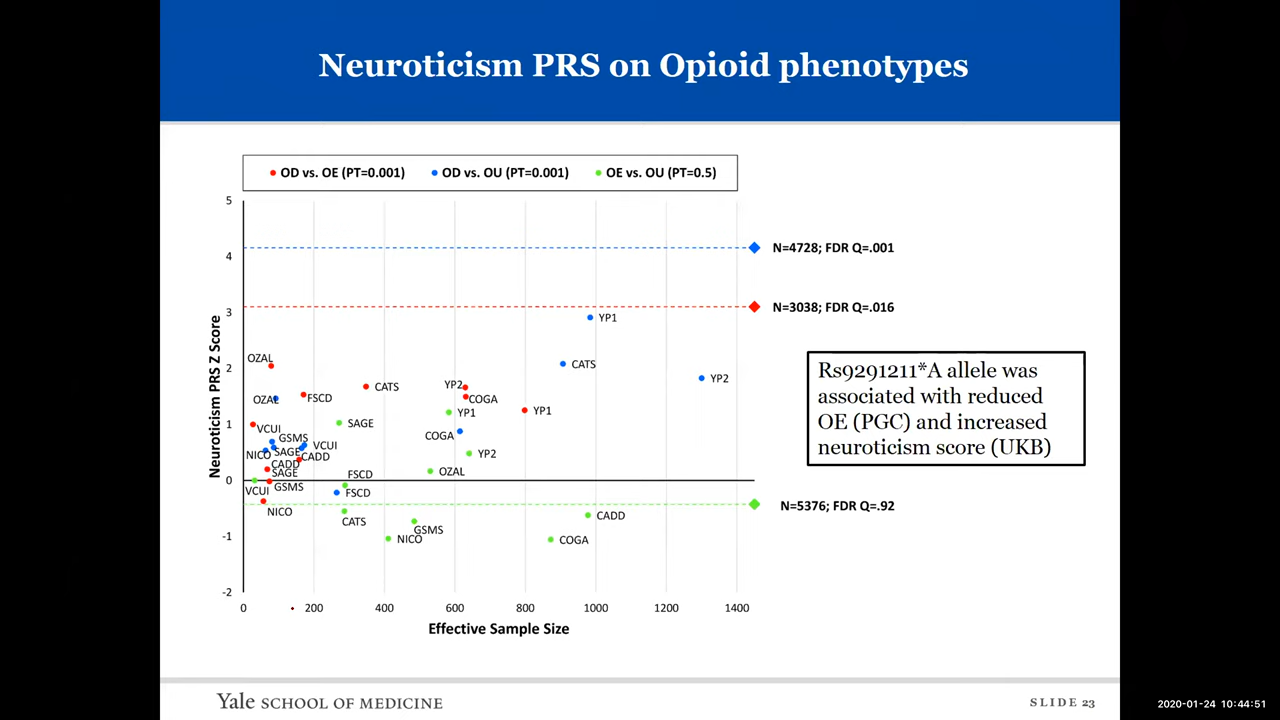 Neuroticism PRS on Opioid phenotypes
OD vs. OE (PT=0.001) OD vs. OU (PT=0.001) OE vs. OU (PT=0.5)
5
4
3
2
1
0
-1
-2
Neuroticism PRS Z Score
0 200 400 600 800 1000 1200 1400
Effective Sample Size
N=4728; FDR Q=.001
N=3038; FDR Q=.016
N=5376; FDR Q=.92
YP1
CATS
YP2
OZAL
CATS
YP2
COGA
YP1
OZAL
FSCD
YP1
SAGE
VCUI
GSMS
VCUI
COGA
YP2
NICO
SAGE
CADD
CADD
SAGE
OZAL
FSCD
VCUI
GSMS
FSCD
NICO
CATS
GSMS
NICO
CADD
COGA
Rs9291211*A allele was
associated with reduced
OE (PGC) and increased
neuroticism score (UKB)
Yale SCHOOL OF MEDICINE
SLIDE 23
2020-01-24 10:44:51